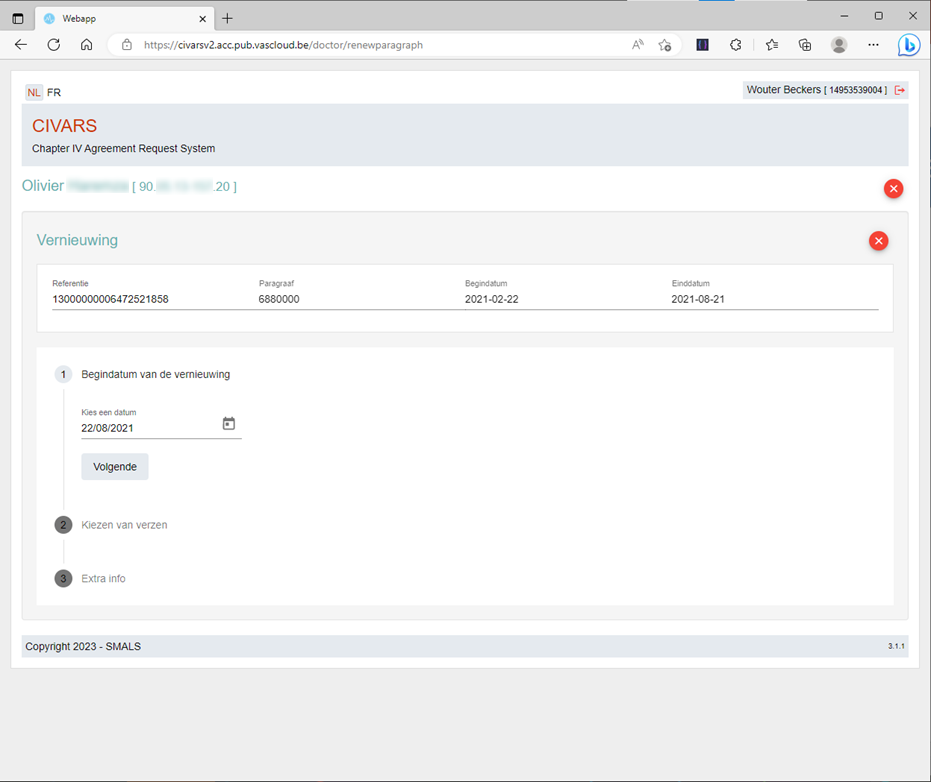 Webapp
https://civarsv2.acc.pub.vascloud.be/doctor/renewparagraph
NL FR
Wouter Beckers [ 14953539004 ]
CIVARS
Chapter IV Agreement Request System
Olivier [ 90. .20 ]
Vernieuwing
Referentie Paragraaf Begindatum Einddatum
13000000006472521858 6880000 2021-02-22 2021-08-21
1 Begindatum van de vernieuwing
Kies een datum
22/08/2021
Volgende
2 Kiezen van verzen
3 Extra info
Copyright 2023 - SMALS 3.1.1